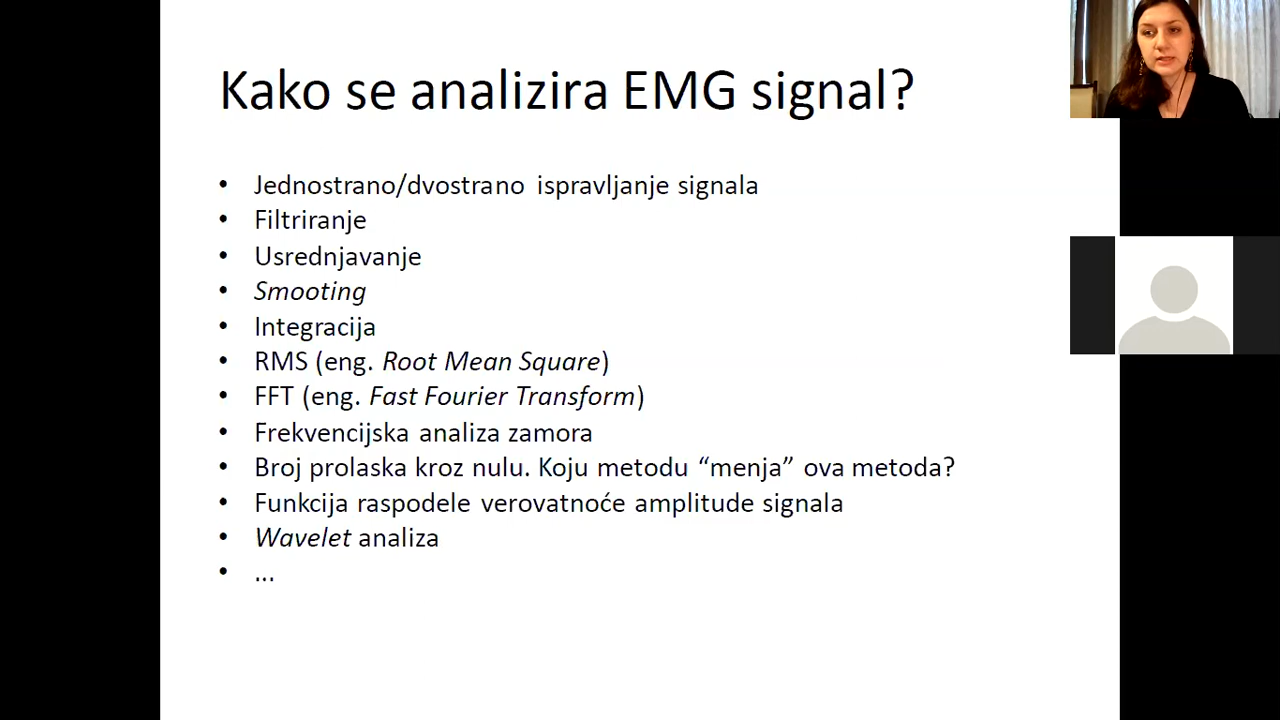 Kako se analizira EMG signal?
• Jednostrano/dvostrano ispravljanje signala
• Filtriranje
• Usrednjavanje
• Smooting
• Integracija
• RMS (eng. Root Mean Square)
• FFT (eng. Fast Fourier Transform)
• Frekvencijska analiza zamora
• Broj prolaska kroz nulu. Koju metodu “menja” ova metoda?
• Funkcija raspodele verovatnoće amplitude signala
• Wavelet analiza
• ...